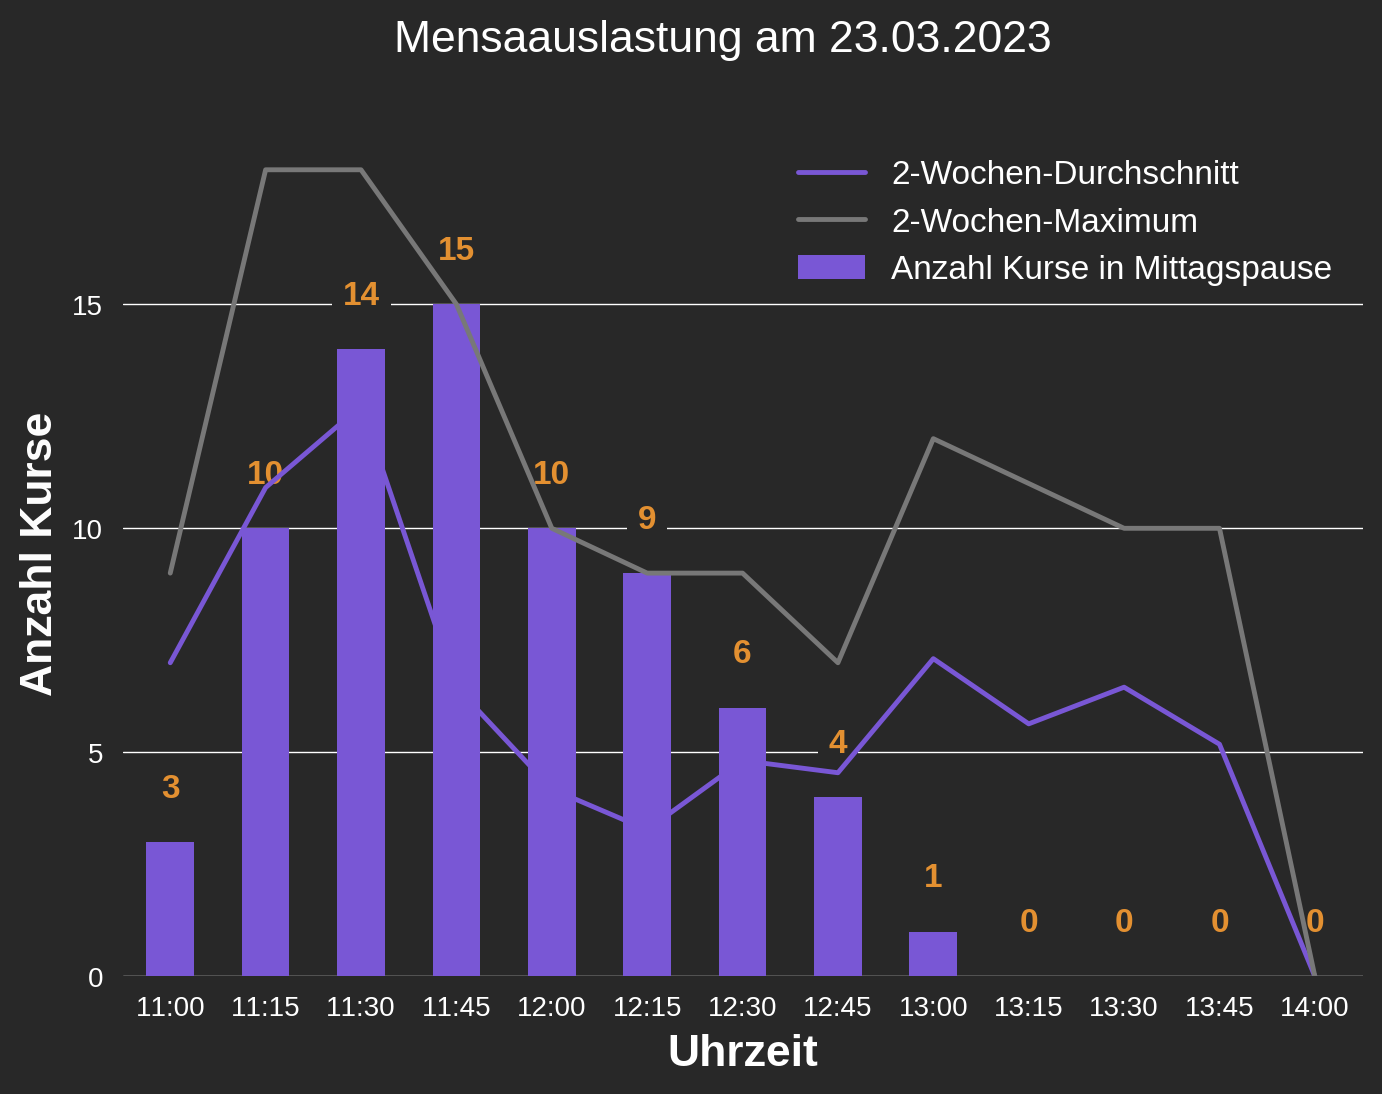 Mensaauslastung am 23.03.2023
2-Wochen-Durchschnitt
2-Wochen-Maximum
Anzahl Kurse in Mittagspause
Anzahl Kurse
15
10
5
0
3
10
14
15
10
9
6
4
1
0
0
0
0
11:00 11:15 11:30 11:45 12:00 12:15 12:30 12:45 13:00 13:15 13:30 13:45 14:00
Uhrzeit